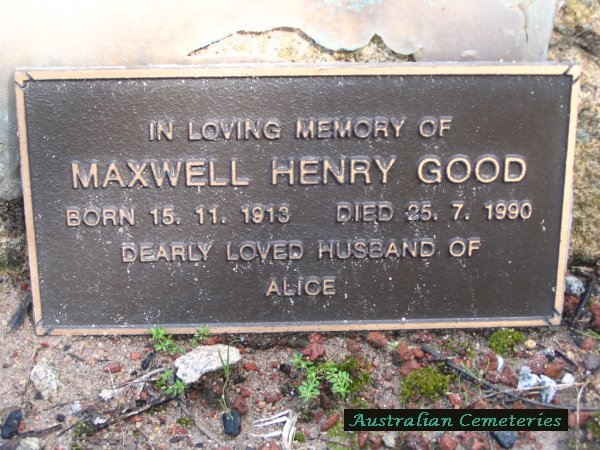 IN LOVING MEMORY OF
MAXWELL HENRY GOOD
BORN 15. 11. 1913 DIED 25. 7. 1990
DEARLY LOVED HUSBAND OF
ALICE
Australian Cemeteries